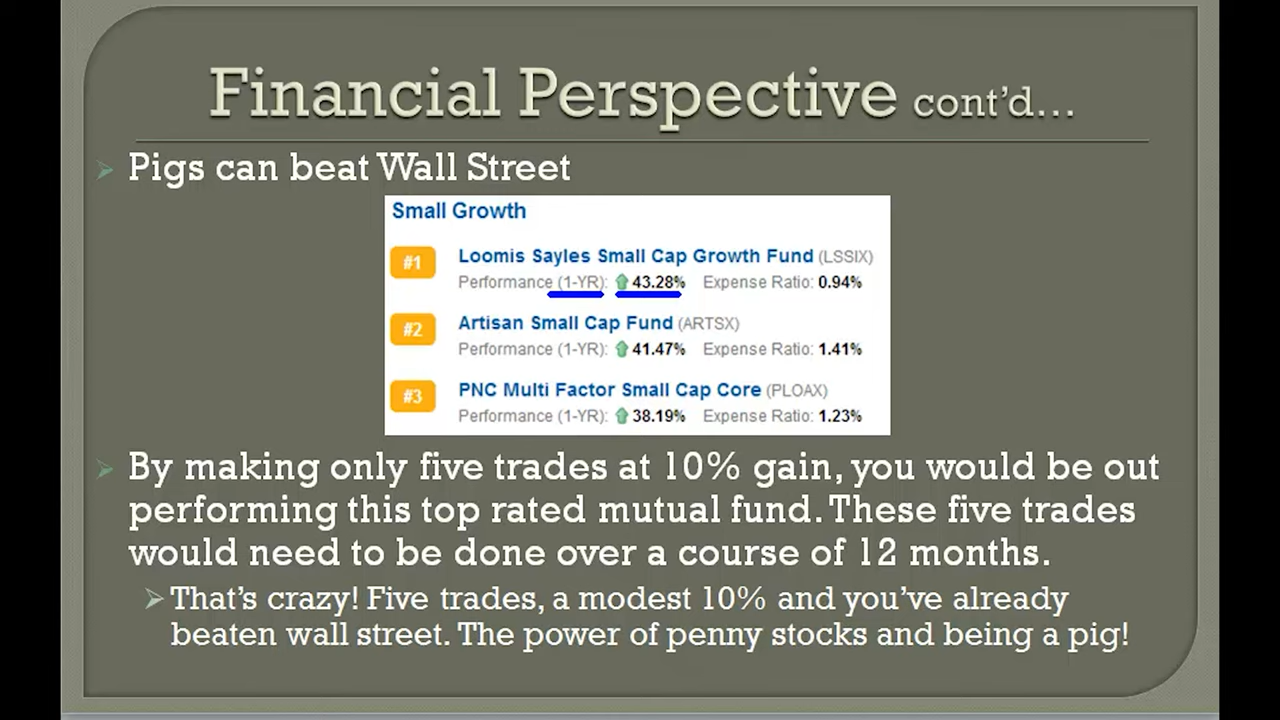 Financial Perspective cont'd...
Pigs can beat Wall Street
Small Growth
#1
Loomis Sayles Small Cap Growth Fund (LSSIX)
Performance (1-YR): 43.28% Expense Ratio: 0.94%
#2
Artisan Small Cap Fund (ARTSX)
Performance (1-YR): 41.47% Expense Ratio: 1.41%
#3
PNC Multi Factor Small Cap Core (PLOAX)
Performance (1-YR): 38.19% Expense Ratio: 1.23%
By making only five trades at 10% gain, you would be out
performing this top rated mutual fund. These five trades
would need to be done over a course of 12 months.
That's crazy! Five trades, a modest 10% and you've already
beaten wall street. The power of penny stocks and being a pig!